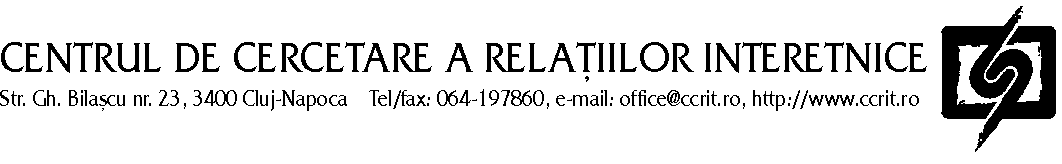 CENTRUL DE CERCETARE A RELAȚIILOR INTERETNICE
Str. Gh. Bilașcu nr. 23, 3400 Cluj-Napoca Tel/fax: 064-197860, e-mail: office@ccrit.ro, http://www.ccrit.ro